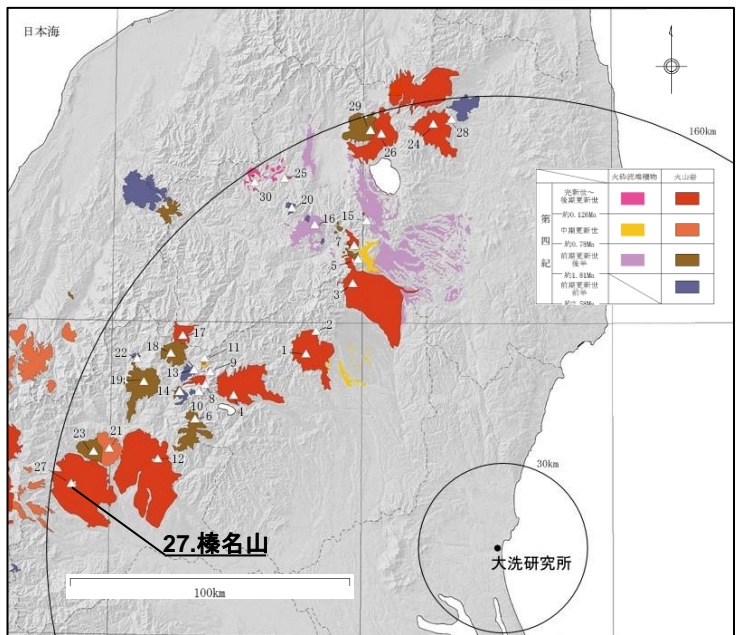 日本海
160km
29
26
24
28
25
30
20
16
15
7
5
3
火砕流堆積物
火山岩
第四紀
完新世～
後期更新世
約0.126Ma
中期更新世
約0.78Ma
前期更新世
後半
約1.81Ma
前期更新世
前半
約2.58Ma
2
1
17
18
11
22
13
9
19
14
8
4
10
6
23
21
12
27
30km
27.榛名山
大洗研究所
100km